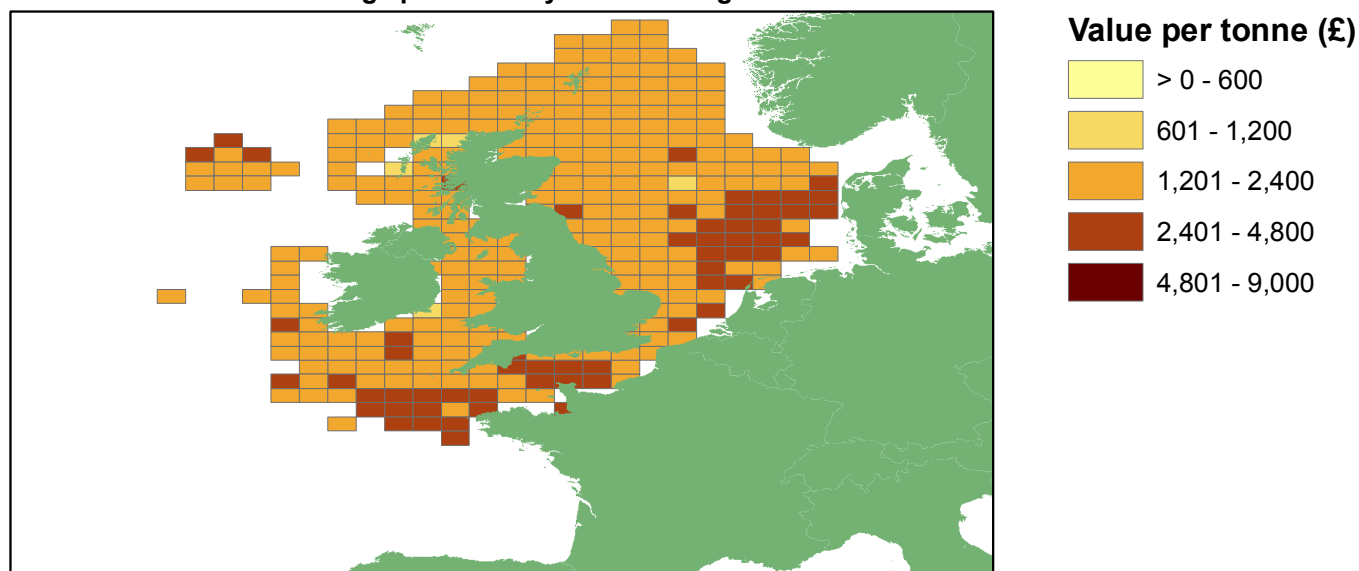 Value per tonne (£)
> 0 - 600
601 - 1,200
1,201 - 2,400
2,401 - 4,800
4,801 - 9,000